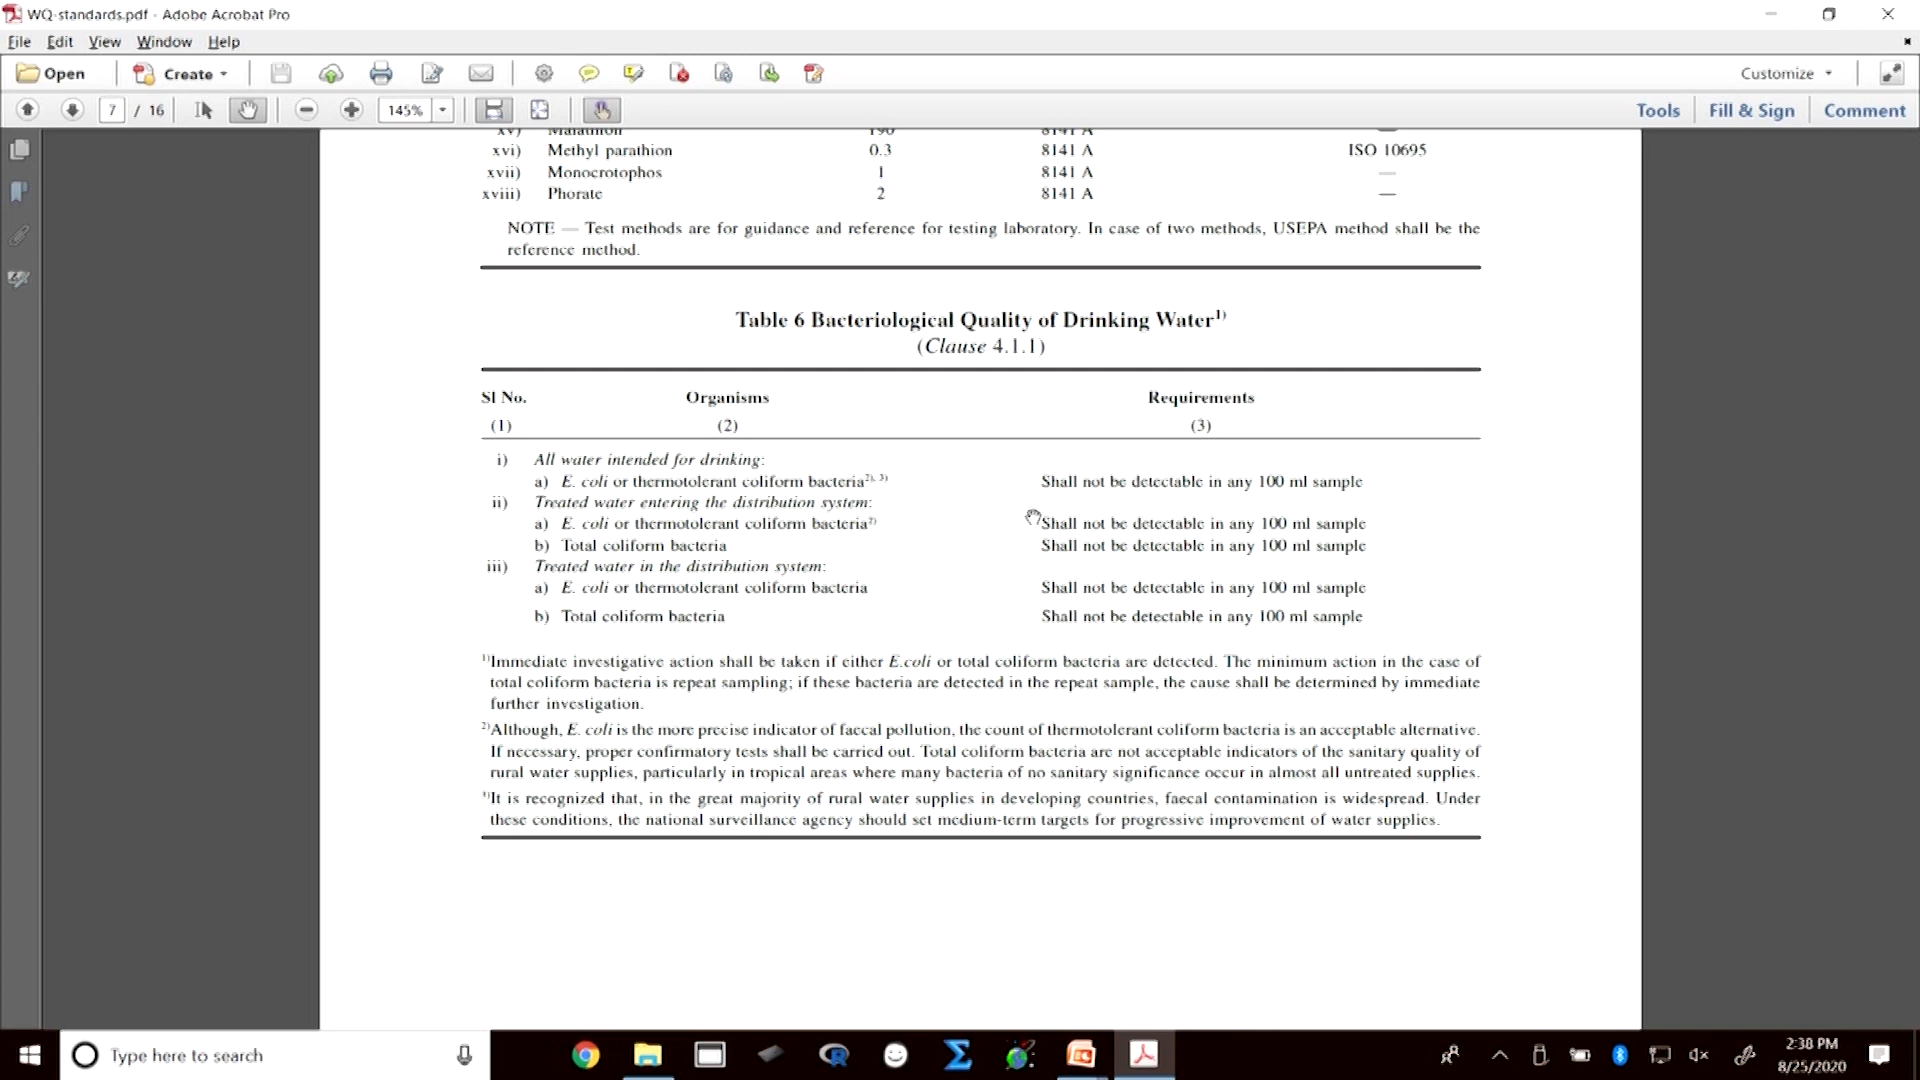 WQ-standards.pdf - Adobe Acrobat Pro
File Edit View Window Help
Open Create Customize
7 / 16 145% Tools Fill & Sign Comment
xv) Malathion 190 8141 A —
xvi) Methyl parathion 0.3 8141 A ISO 10695
xvii) Monocrotophos 1 8141 A —
xviii) Phorate 2 8141 A —
NOTE — Test methods are for guidance and reference for testing laboratory. In case of two methods, USEPA method shall be the
reference method.
Table 6 Bacteriological Quality of Drinking Water1)
(Clause 4.1.1)
Sl No. Organisms Requirements
(1) (2) (3)
i) All water intended for drinking:
a) E. coli or thermotolerant coliform bacteria2), 3) Shall not be detectable in any 100 ml sample
ii) Treated water entering the distribution system:
a) E. coli or thermotolerant coliform bacteria2) Shall not be detectable in any 100 ml sample
b) Total coliform bacteria Shall not be detectable in any 100 ml sample
iii) Treated water in the distribution system:
a) E. coli or thermotolerant coliform bacteria Shall not be detectable in any 100 ml sample
b) Total coliform bacteria Shall not be detectable in any 100 ml sample
1)Immediate investigative action shall be taken if either E.coli or total coliform bacteria are detected. The minimum action in the case of
total coliform bacteria is repeat sampling; if these bacteria are detected in the repeat sample, the cause shall be determined by immediate
further investigation.
2)Although, E. coli is the more precise indicator of faecal pollution, the count of thermotolerant coliform bacteria is an acceptable alternative.
If necessary, proper confirmatory tests shall be carried out. Total coliform bacteria are not acceptable indicators of the sanitary quality of
rural water supplies, particularly in tropical areas where many bacteria of no sanitary significance occur in almost all untreated supplies.
3)It is recognized that, in the great majority of rural water supplies in developing countries, faecal contamination is widespread. Under
these conditions, the national surveillance agency should set medium-term targets for progressive improvement of water supplies.
Type here to search
2:38 PM
8/25/2020